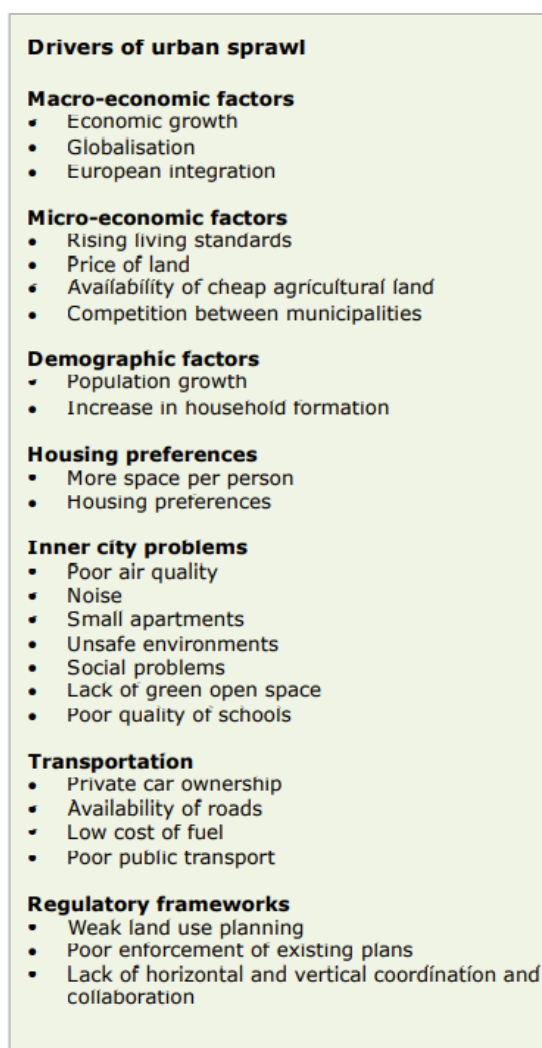 Drivers of urban sprawl
Macro-economic factors
• Economic growth
• Globalisation
• European integration
Micro-economic factors
• Rising living standards
• Price of land
• Availability of cheap agricultural land
• Competition between municipalities
Demographic factors
• Population growth
• Increase in household formation
Housing preferences
• More space per person
• Housing preferences
Inner city problems
• Poor air quality
• Noise
• Small apartments
• Unsafe environments
• Social problems
• Lack of green open space
• Poor quality of schools
Transportation
• Private car ownership
• Availability of roads
• Low cost of fuel
• Poor public transport
Regulatory frameworks
• Weak land use planning
• Poor enforcement of existing plans
• Lack of horizontal and vertical coordination and
collaboration